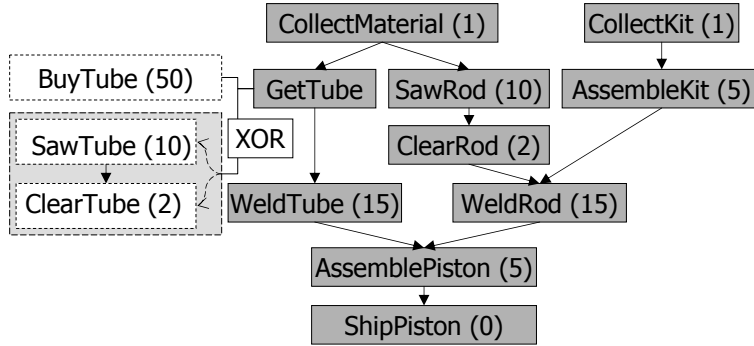 CollectMaterial (1)
CollectKit (1)
BuyTube (50)
GetTube
SawRod (10)
AssembleKit (5)
SawTube (10)
XOR
ClearRod (2)
ClearTube (2)
WeldTube (15)
WeldRod (15)
AssemblePiston (5)
ShipPiston (0)